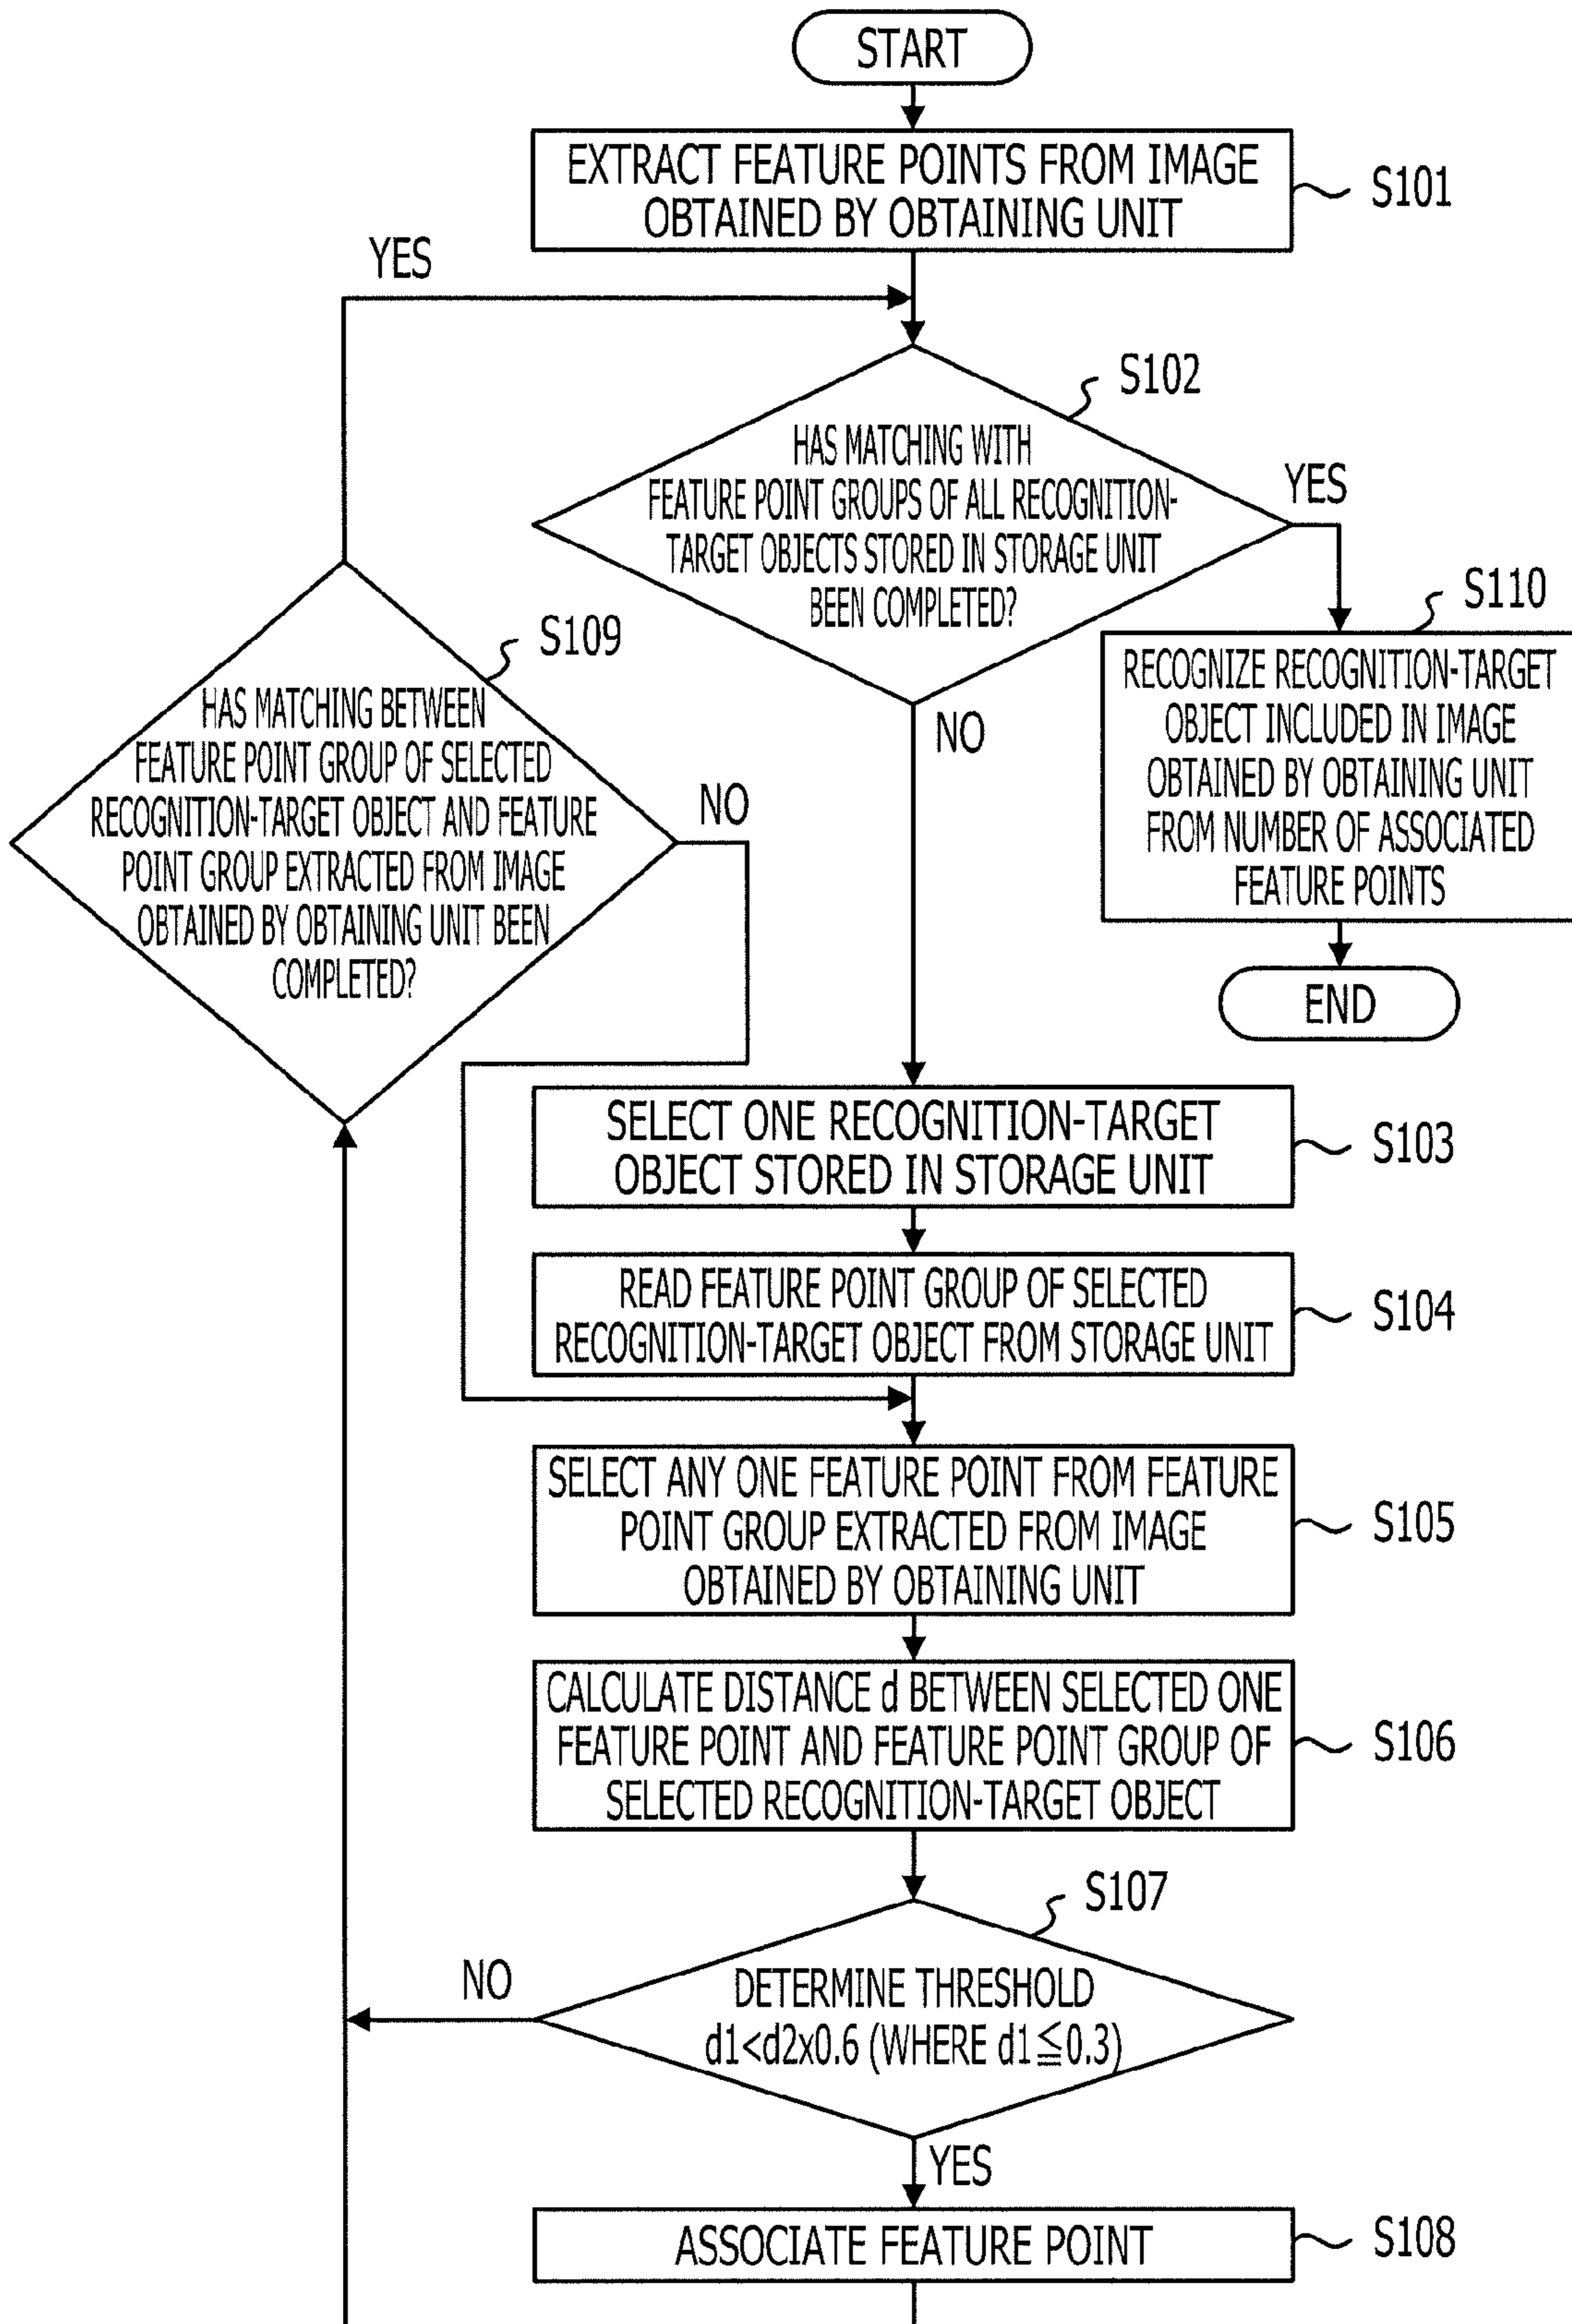 START
EXTRACT FEATURE POINTS FROM IMAGE
OBTAINED BY OBTAINING UNIT
S101
YES
S102
HAS MATCHING WITH
FEATURE POINT GROUPS OF ALL RECOGNITION-
TARGET OBJECTS STORED IN STORAGE UNIT
BEEN COMPLETED?
YES
NO
S110
RECOGNIZE RECOGNITION-TARGET
OBJECT INCLUDED IN IMAGE
OBTAINED BY OBTAINING UNIT
FROM NUMBER OF ASSOCIATED
FEATURE POINTS
END
S109
HAS MATCHING BETWEEN
FEATURE POINT GROUP OF SELECTED
RECOGNITION-TARGET OBJECT AND FEATURE
POINT GROUP EXTRACTED FROM IMAGE
OBTAINED BY OBTAINING UNIT BEEN
COMPLETED?
NO
SELECT ONE RECOGNITION-TARGET
OBJECT STORED IN STORAGE UNIT
S103
READ FEATURE POINT GROUP OF SELECTED
RECOGNITION-TARGET OBJECT FROM STORAGE UNIT
S104
SELECT ANY ONE FEATURE POINT FROM FEATURE
POINT GROUP EXTRACTED FROM IMAGE
OBTAINED BY OBTAINING UNIT
S105
CALCULATE DISTANCE d BETWEEN SELECTED ONE
FEATURE POINT AND FEATURE POINT GROUP OF
SELECTED RECOGNITION-TARGET OBJECT
S106
S107
DETERMINE THRESHOLD
d1<d2x0.6 (WHERE d1≦0.3)
NO
YES
ASSOCIATE FEATURE POINT
S108